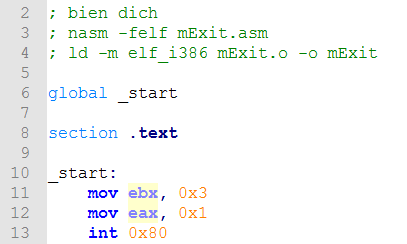 2 ; bien dich
3 ; nasm -felf mExit.asm
4 ; ld -m elf_i386 mExit.o -o mExit
5
6 global _start
7
8 section .text
9
10 _start:
11 mov ebx, 0x3
12 mov eax, 0x1
13 int 0x80